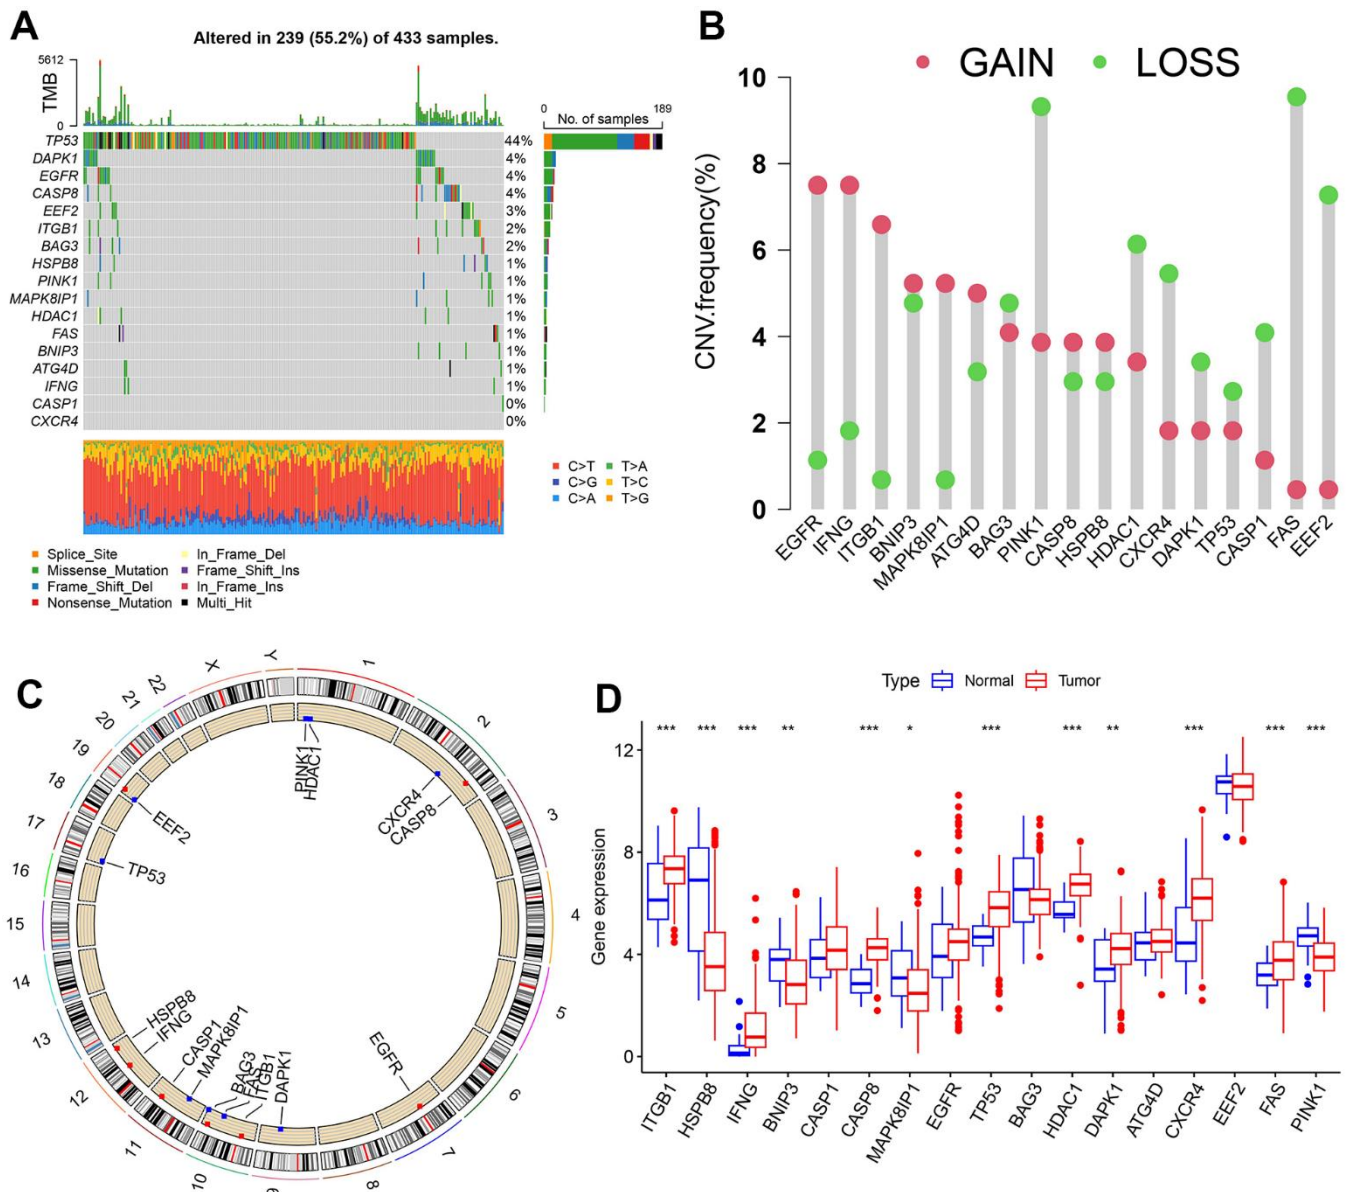 A
Altered in 239 (55.2%) of 433 samples.
5612
TMB
0
0 189
No. of samples
TP53 44%
DAPK1 4%
EGFR 4%
CASP8 4%
EEF2 3%
ITGB1 2%
BAG3 2%
HSPB8 1%
PINK1 1%
MAPK8IP1 1%
HDAC1 1%
FAS 1%
BNIP3 1%
ATG4D 1%
IFNG 1%
CASP1 0%
CXCR4 0%
C>T T>A
C>G T>C
C>A T>G
Splice_Site In_Frame_Del
Missense_Mutation Frame_Shift_Ins
Frame_Shift_Del In_Frame_Ins
Nonsense_Mutation Multi_Hit
B
GAIN LOSS
CNV.frequency(%)
10
8
6
4
2
0
EGFR
IFNG
ITGB1
BNIP3
MAPK8IP1
ATG4D
BAG3
PINK1
CASP8
HSPB8
HDAC1
CXCR4
DAPK1
TP53
CASP1
FAS
EEF2
C
1
2
3
4
5
6
7
8
9
10
11
12
13
14
15
16
17
18
19
20
21
22
X
Y
PINK1
HDAC1
CXCR4
CASP8
EGFR
DAPK1
ITGB1
FAS
BAG3
MAPK8IP1
CASP1
IFNG
HSPB8
TP53
EEF2
D
Type Normal Tumor
*** *** *** ** *** * *** *** ** *** *** ***
Gene expression
12
8
4
0
ITGB1
HSPB8
IFNG
BNIP3
CASP1
CASP8
MAPK8IP1
EGFR
TP53
BAG3
HDAC1
DAPK1
ATG4D
CXCR4
EEF2
FAS
PINK1